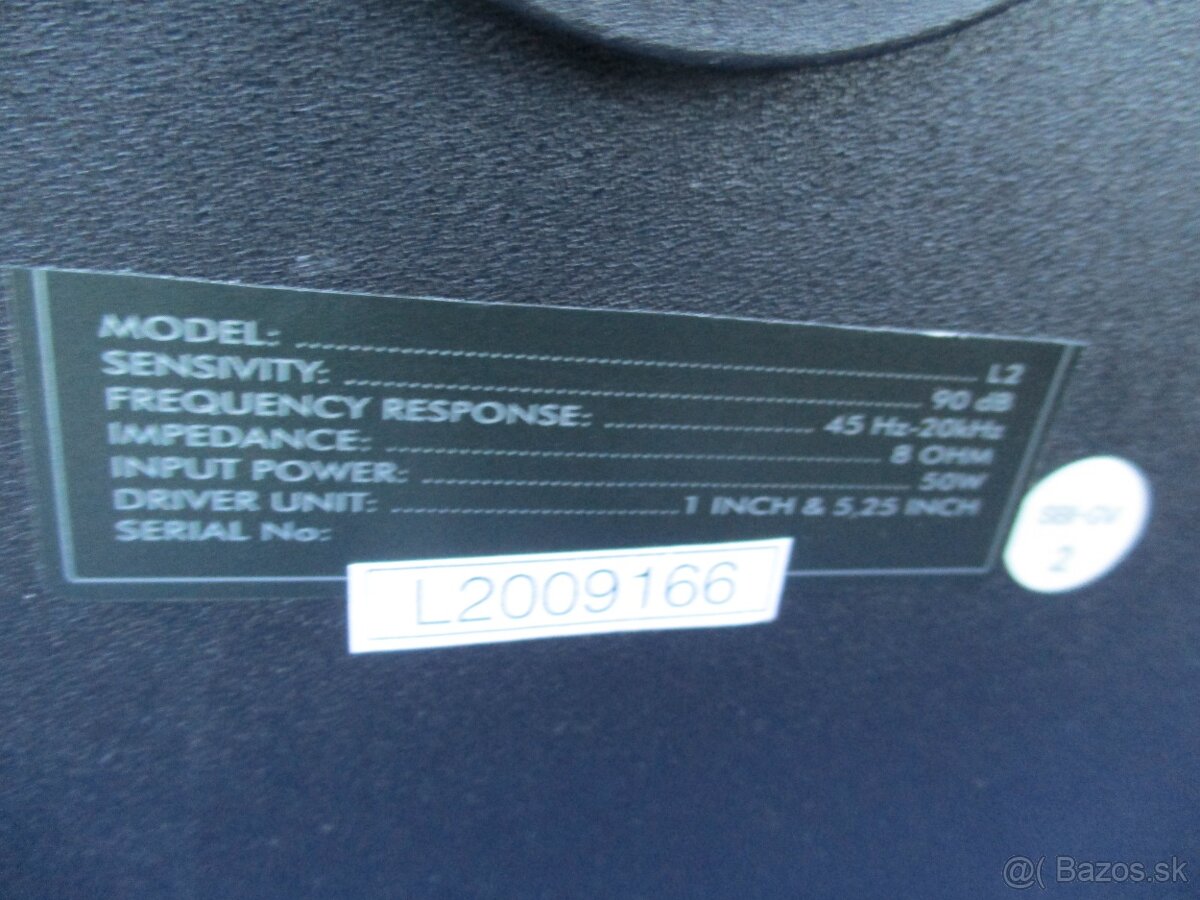 MODEL: ........ L2
SENSIVITY: ........ 90 dB
FREQUENCY RESPONSE: ........ 45 Hz-20kHz
IMPEDANCE: ........ 8 OHM
INPUT POWER: ........ 50W
DRIVER UNIT: ........ 1 INCH & 5,25 INCH
SERIAL No:
L2009166
2
@( Bazos.sk